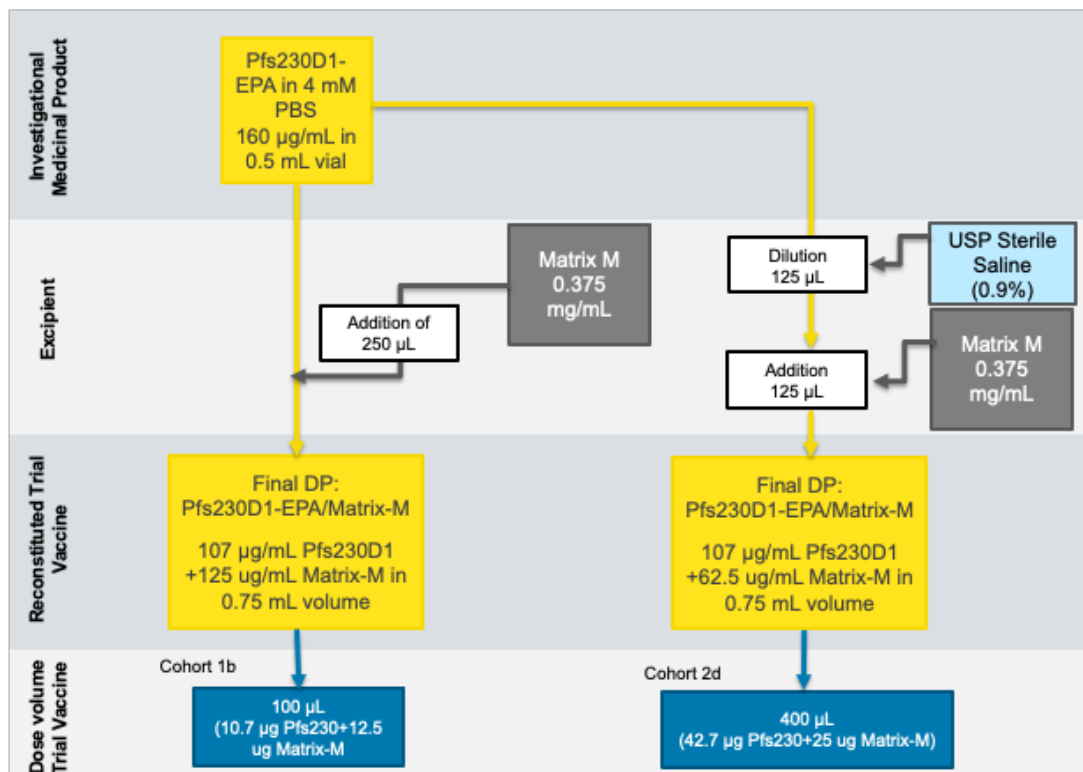 Investigational
Medicinal Product
Pfs230D1-
EPA in 4 mM
PBS
160 µg/mL in
0.5 mL vial
Excipient
Matrix M
0.375
mg/mL
Addition of
250 µL
Dilution
125 µL
USP Sterile
Saline
(0.9%)
Addition
125 µL
Matrix M
0.375
mg/mL
Reconstituted Trial
Vaccine
Final DP:
Pfs230D1-EPA/Matrix-M
107 µg/mL Pfs230D1
+125 ug/mL Matrix-M in
0.75 mL volume
Final DP:
Pfs230D1-EPA/Matrix-M
107 µg/mL Pfs230D1
+62.5 ug/mL Matrix-M in
0.75 mL volume
Dose volume
Trial Vaccine
Cohort 1b
100 µL
(10.7 µg Pfs230+12.5
ug Matrix-M
Cohort 2d
400 µL
(42.7 µg Pfs230+25 ug Matrix-M)